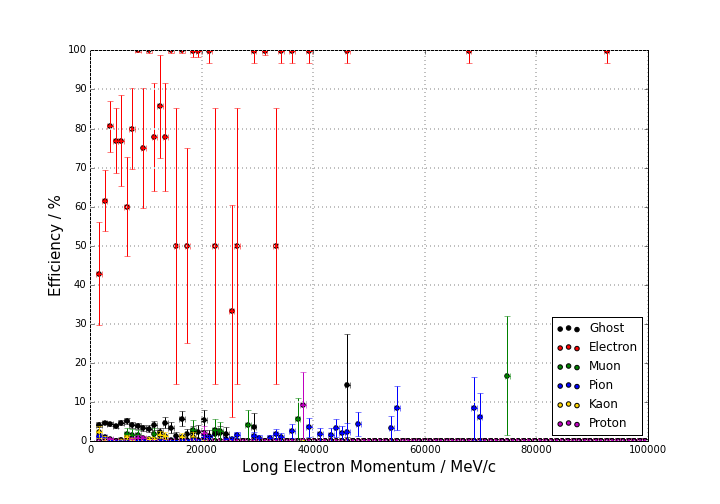 100
90
80
70
60
50
40
30
20
10
0
Efficiency / %
0 20000 40000 60000 80000 100000
Long Electron Momentum / MeV/c
Ghost
Electron
Muon
Pion
Kaon
Proton